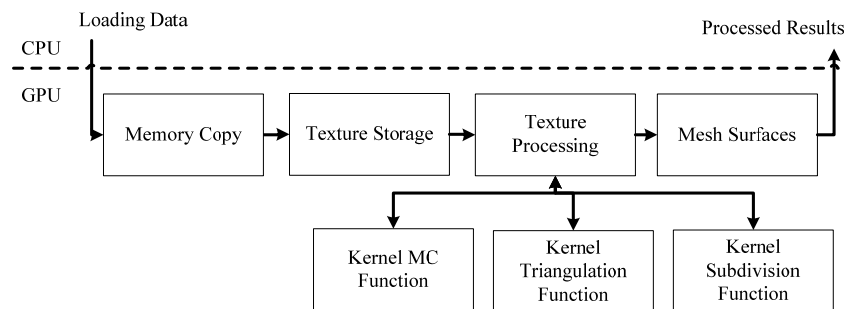 Loading Data
Processed Results
CPU
GPU
Memory Copy
Texture Storage
Texture
Processing
Mesh Surfaces
Kernel MC
Function
Kernel
Triangulation
Function
Kernel
Subdivision
Function